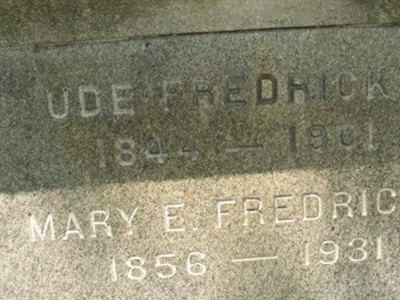 UDE FREDRICK
1844 — 1901
MARY E. FREDRIC
1856 — 1931